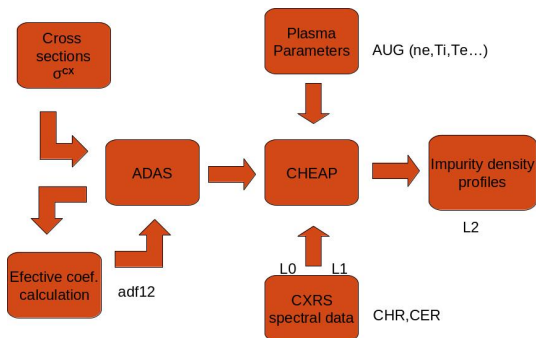 Cross
sections
σᶜˣ
Plasma
Parameters
AUG (ne,Ti,Te...)
ADAS
CHEAP
Impurity density
profiles
L2
Efective coef.
calculation
adf12
L0
L1
CXRS
spectral data
CHR,CER